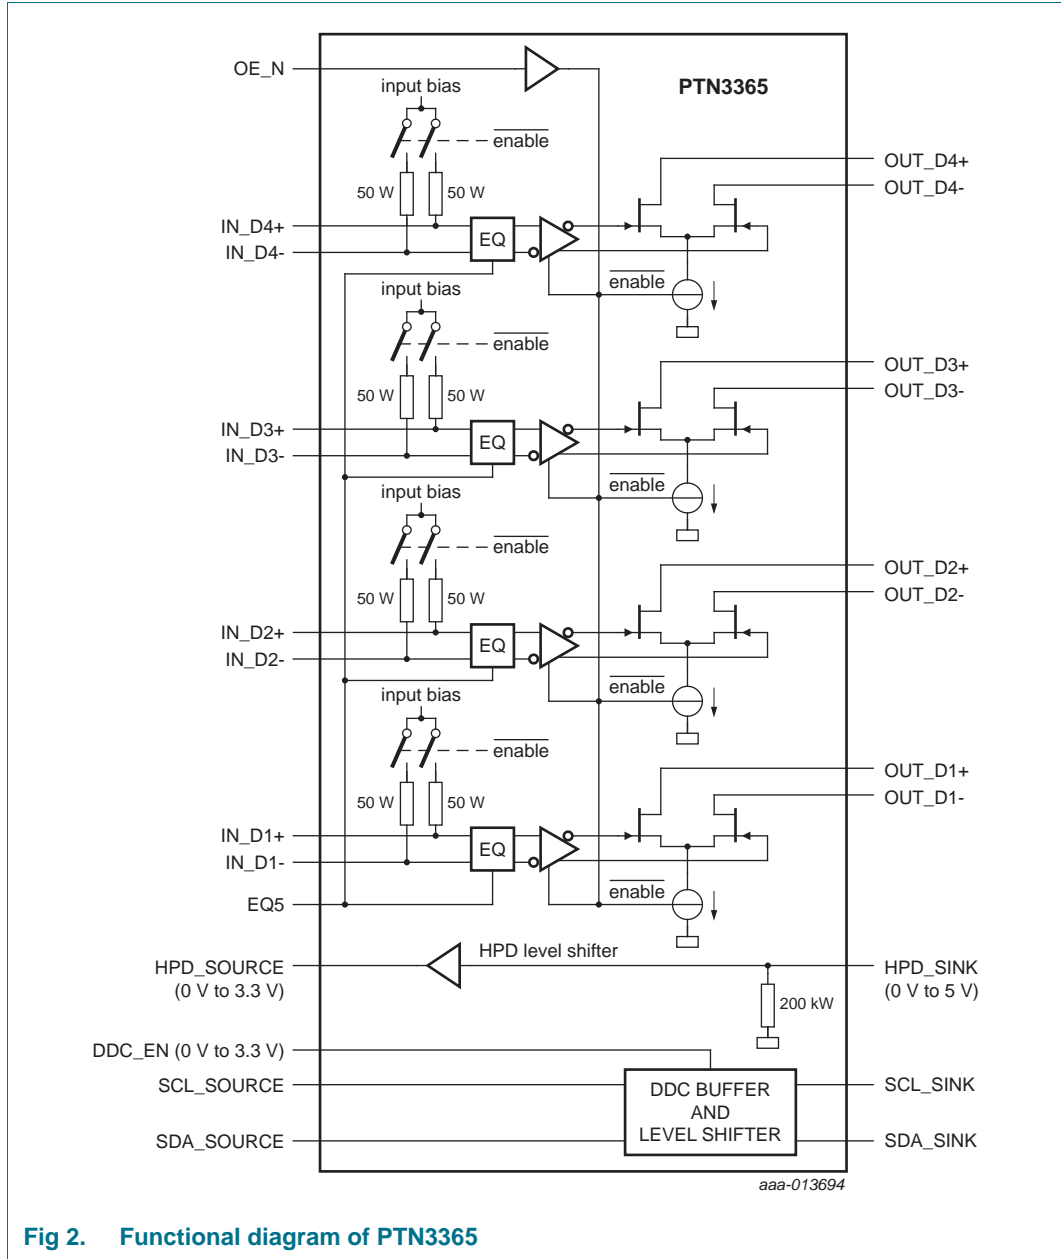 OE_N
input bias
PTN3365
enable
50 W
50 W
OUT_D4+
OUT_D4-
IN_D4+
IN_D4-
EQ
enable
input bias
enable
50 W
50 W
OUT_D3+
OUT_D3-
IN_D3+
IN_D3-
EQ
enable
input bias
enable
50 W
50 W
OUT_D2+
OUT_D2-
IN_D2+
IN_D2-
EQ
enable
input bias
enable
50 W
50 W
OUT_D1+
OUT_D1-
IN_D1+
IN_D1-
EQ
enable
EQ5
HPD level shifter
HPD_SOURCE
(0 V to 3.3 V)
HPD_SINK
(0 V to 5 V)
200 kW
DDC_EN (0 V to 3.3 V)
SCL_SOURCE
DDC BUFFER
AND
LEVEL SHIFTER
SCL_SINK
SDA_SOURCE
SDA_SINK
aaa-013694
Fig 2. Functional diagram of PTN3365